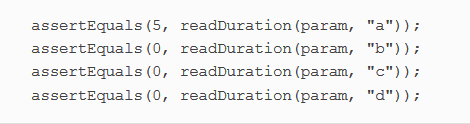 assertEquals(5, readDuration(param, "a"));
assertEquals(0, readDuration(param, "b"));
assertEquals(0, readDuration(param, "c"));
assertEquals(0, readDuration(param, "d"));